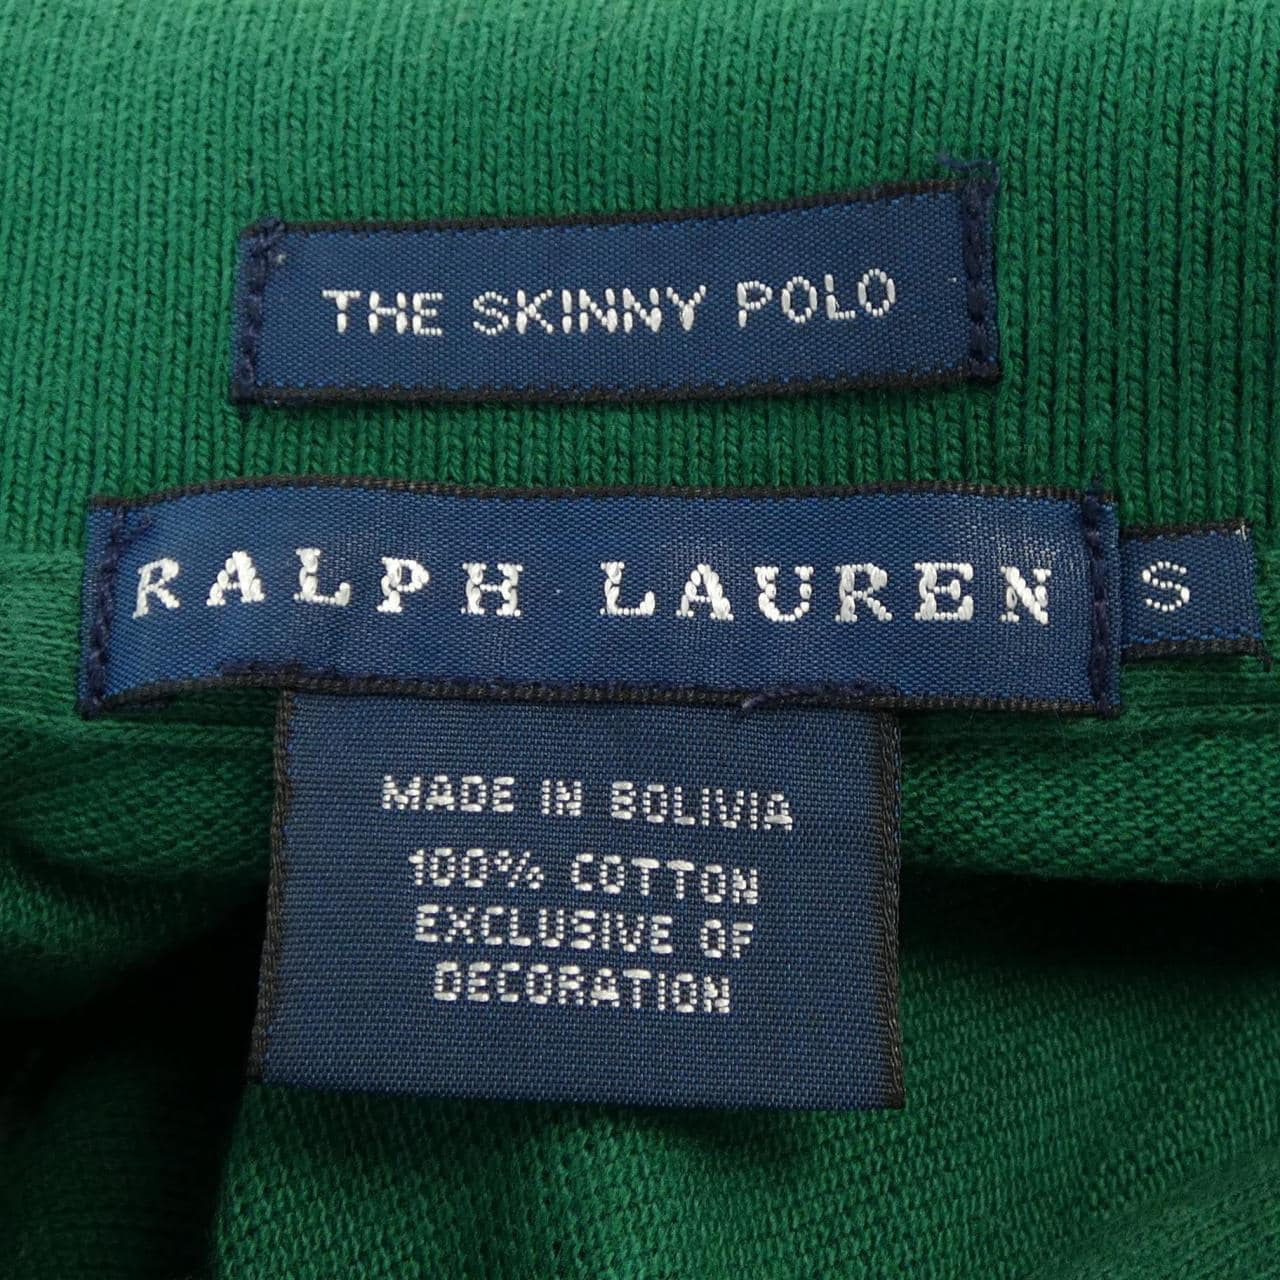 THE SKINNY POLO
RALPH LAUREN
S
MADE IN BOLIVIA
100% COTTON
EXCLUSIVE OF
DECORATION